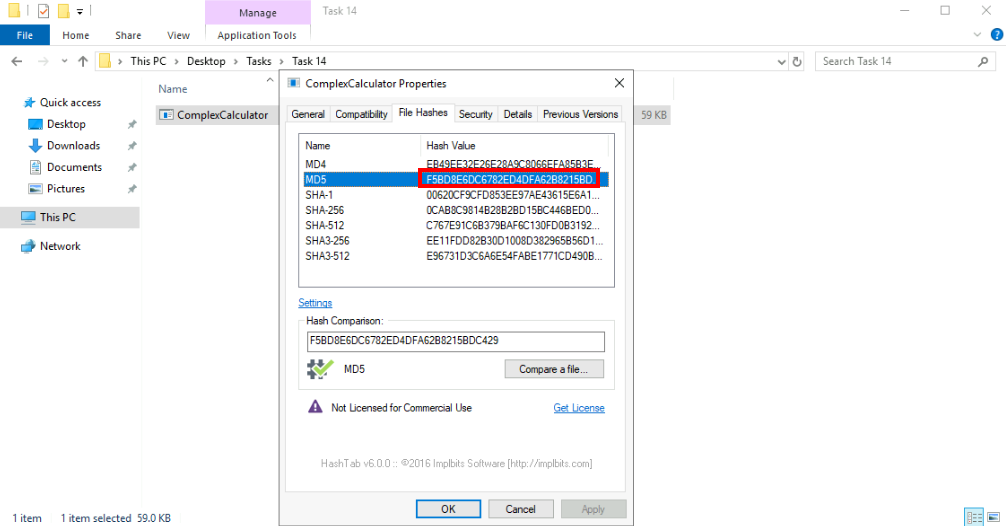 Manage
Task 14
File
Home
Share
View
Application Tools
This PC
Desktop
Tasks
Task 14
Search Task 14
Quick access
Desktop
Downloads
Documents
Pictures
This PC
Network
Name
ComplexCalculator
59 KB
ComplexCalculator Properties
General
Compatibility
File Hashes
Security
Details
Previous Versions
Name Hash Value
MD4 EB49EE32E26E28A9C8066EFA85B3E...
MD5 F5BD8E6DC6782ED4DFA62B8215BD
SHA-1 00620CF9CFD853EE97AE43615E6A1...
SHA-256 0CAB8C9814B28B2BD15BC446BED0...
SHA-512 C767E91C6B379BAF6C130FD0B3192...
SHA3-256 EE11FDD82B30D1008D382965B56D1...
SHA3-512 E96731D3C6A6E54FABE1771CD490B...
Settings
Hash Comparison:
F5BD8E6DC6782ED4DFA62B8215BDC429
MD5
Compare a file...
Not Licensed for Commercial Use
Get License
HashTab v6.0.0 :: ©2016 Implbits Software [http://implbits.com]
OK
Cancel
Apply
1 item
1 item selected 59.0 KB